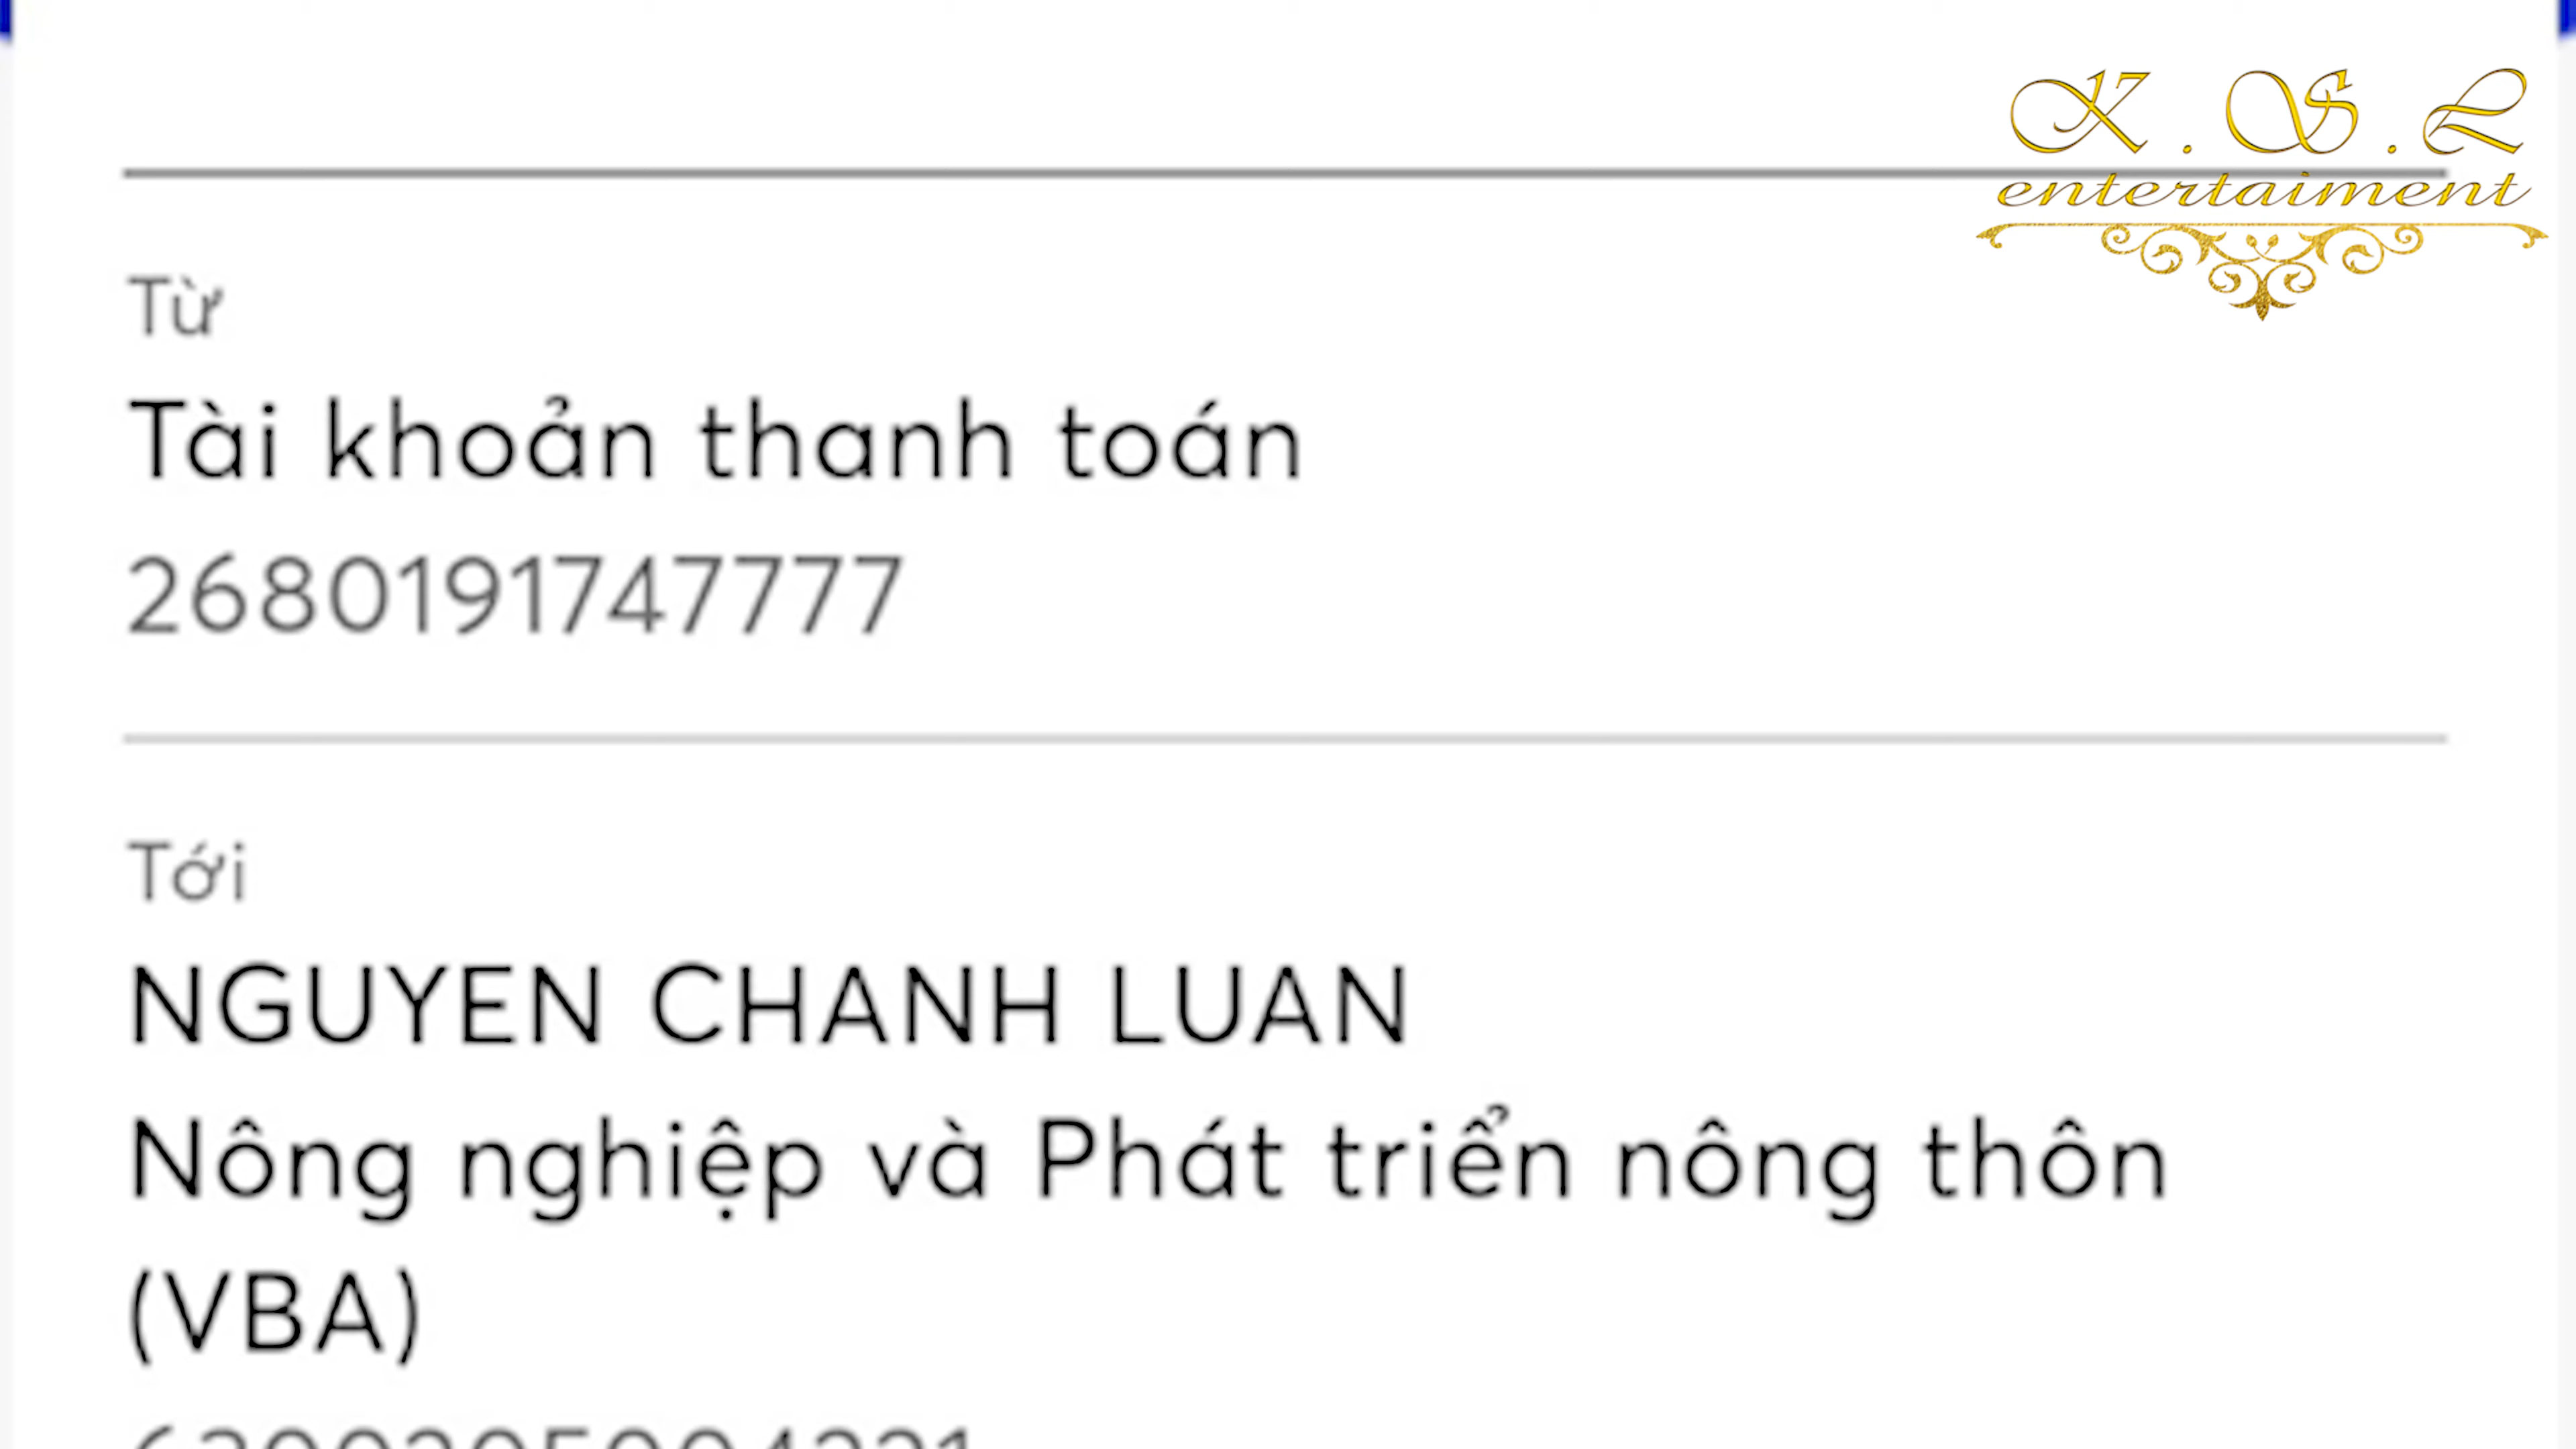 K . S . L
entertaiment
Từ
Tài khoản thanh toán
2680191747777
Tới
NGUYEN CHANH LUAN
Nông nghiệp và Phát triển nông thôn
(VBA)